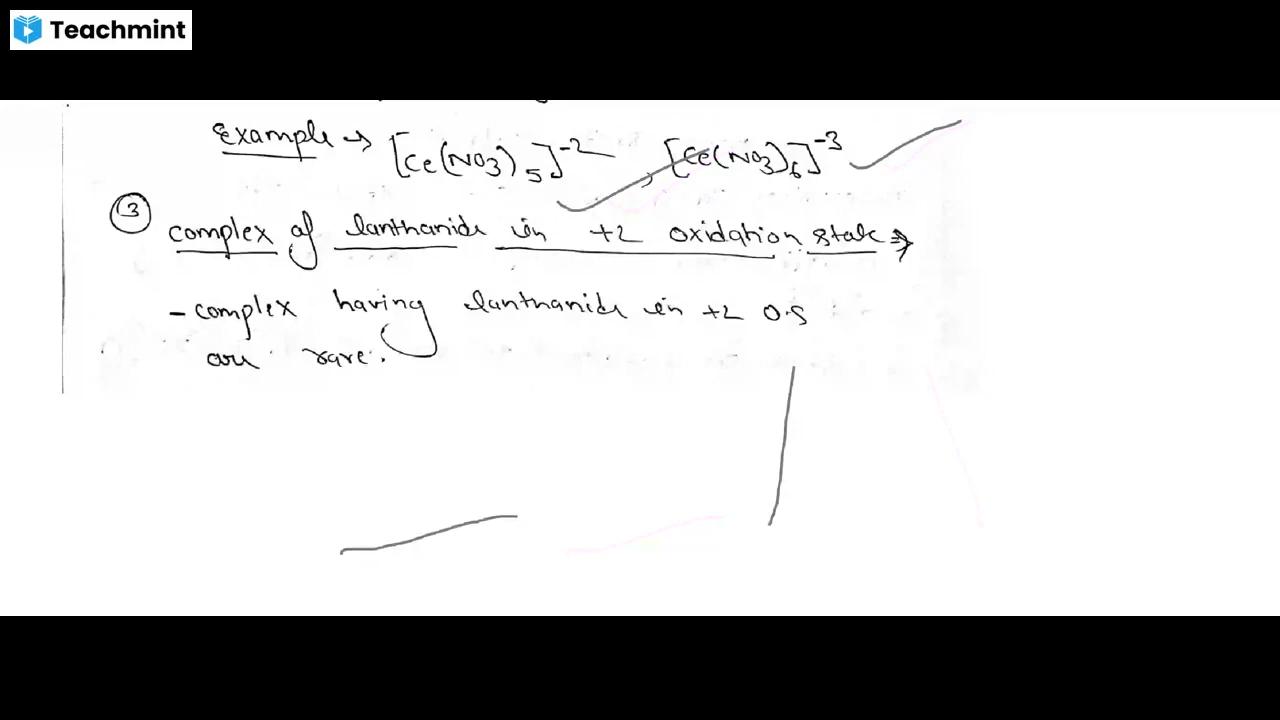 Teachmint
Example → [Ce(NO3)5]-2, [Ce(NO3)6]-3
③ complex of lanthanide in +2 oxidation state ⇒
- complex having lanthanide in +2 O.S
are rare.